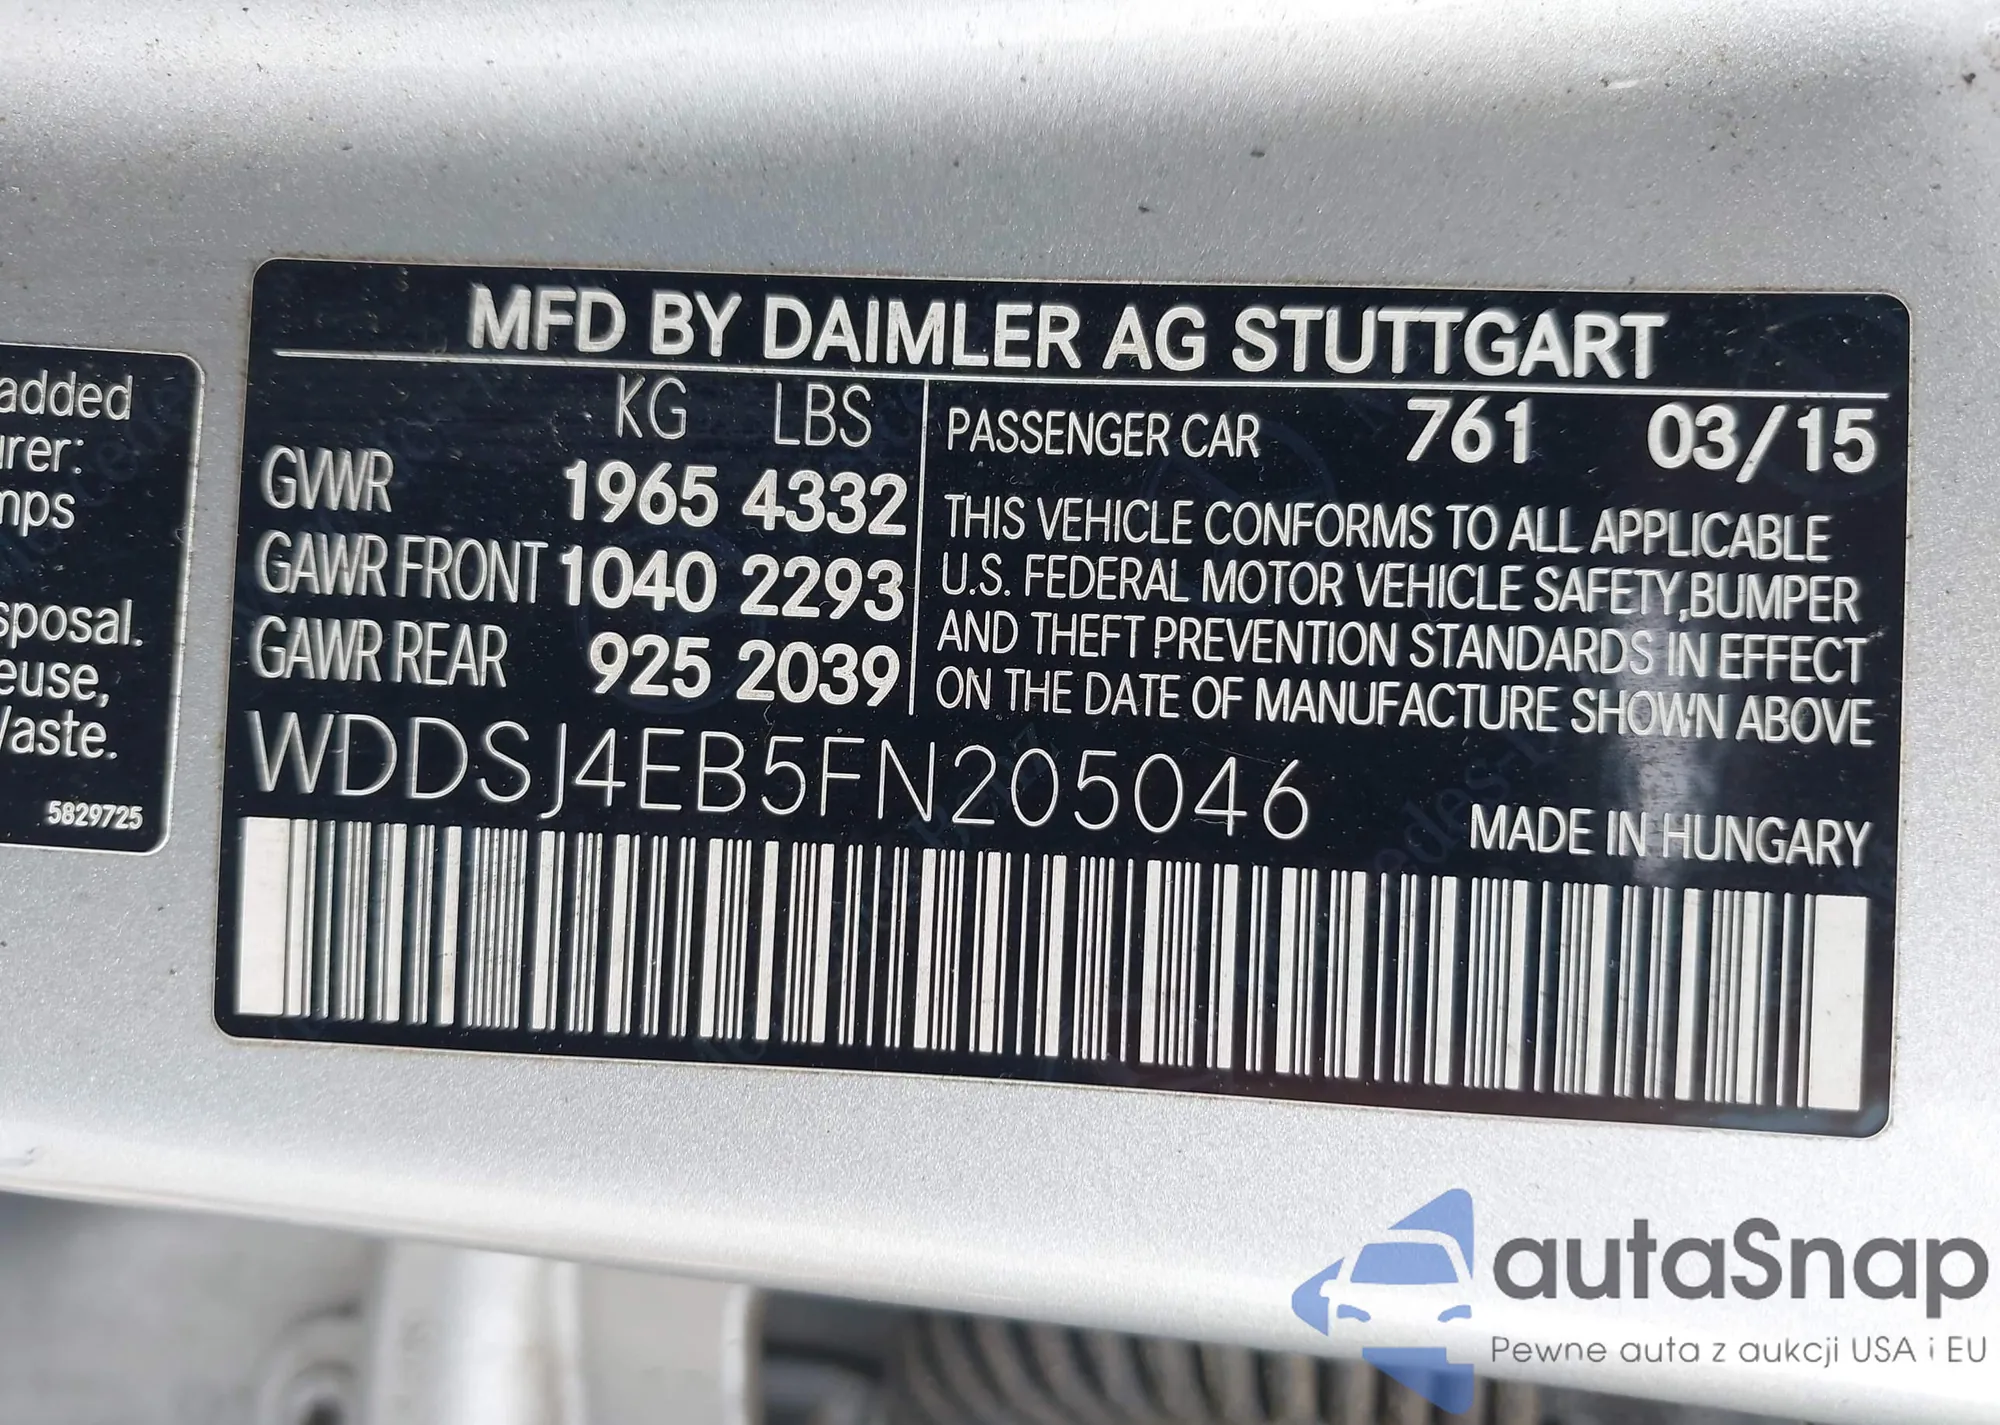 added
urer:
mps
sposal.
euse,
Waste.
5829725
MFD BY DAIMLER AG STUTTGART
KG LBS
GVWR 1965 4332
GAWR FRONT 1040 2293
GAWR REAR 925 2039
PASSENGER CAR 761 03/15
THIS VEHICLE CONFORMS TO ALL APPLICABLE
U.S. FEDERAL MOTOR VEHICLE SAFETY,BUMPER
AND THEFT PREVENTION STANDARDS IN EFFECT
ON THE DATE OF MANUFACTURE SHOWN ABOVE
WDDSJ4EB5FN205046
MADE IN HUNGARY
autaSnap
Pewne auta z aukcji USA i EU